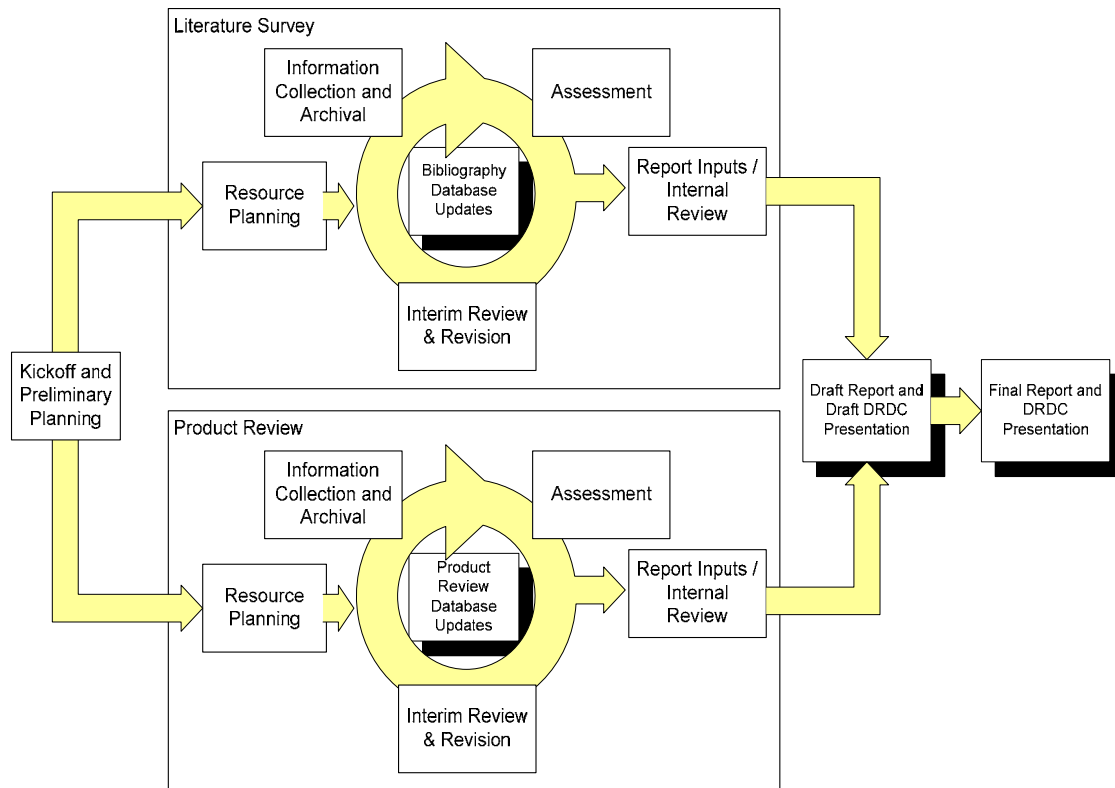 Literature Survey
Information
Collection and
Archival
Assessment
Bibliography
Database
Updates
Resource
Planning
Report Inputs /
Internal
Review
Interim Review
& Revision
Kickoff and
Preliminary
Planning
Draft Report and
Draft DRDC
Presentation
Final Report and
DRDC
Presentation
Product Review
Information
Collection and
Archival
Assessment
Product
Review
Database
Updates
Resource
Planning
Report Inputs /
Internal
Review
Interim Review
& Revision